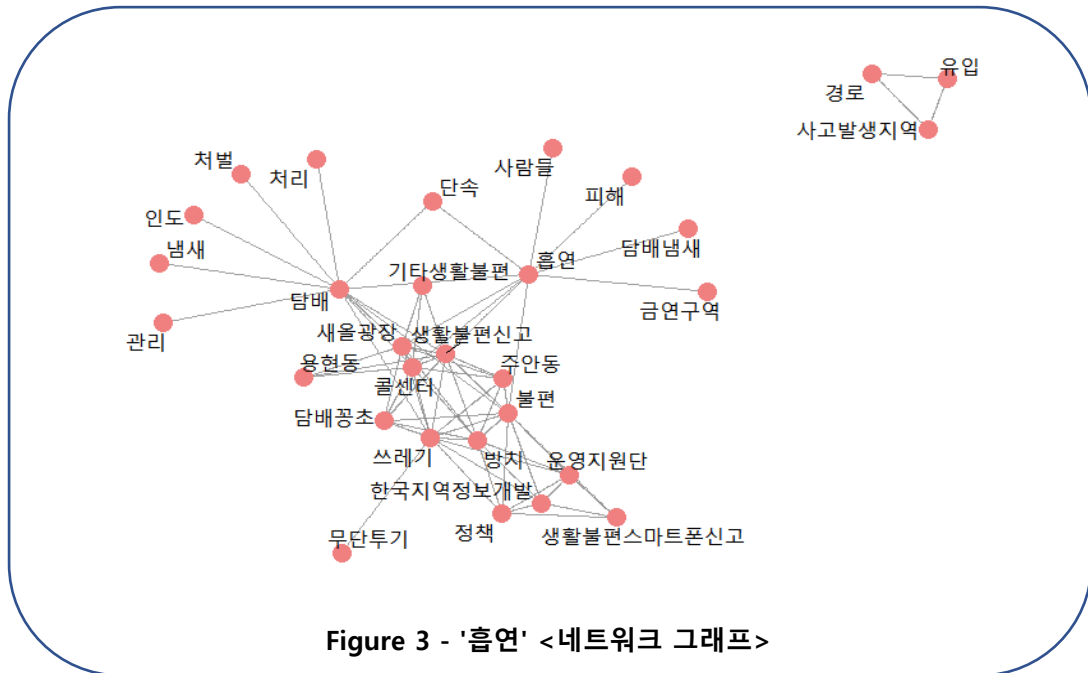 유입
경로
사고발생지역
사람들
처벌
처리
단속
피해
인도
담배냄새
냄새
흡연
기타생활불편
담배
금연구역
관리
새올광장
생활불편신고
용현동
주안동
콜센터
불편
담배꽁초
쓰레기
방치
운영지원단
한국지역정보개발
정책
무단투기
생활불편스마트폰신고
Figure 3 - '흡연' <네트워크 그래프>